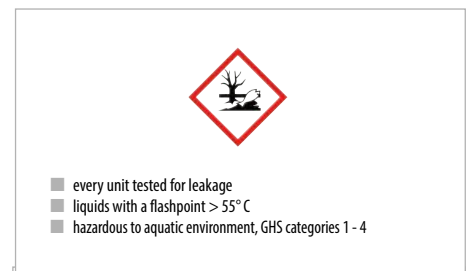 every unit tested for leakage
liquids with a flashpoint > 55° C
hazardous to aquatic environment, GHS categories 1 - 4